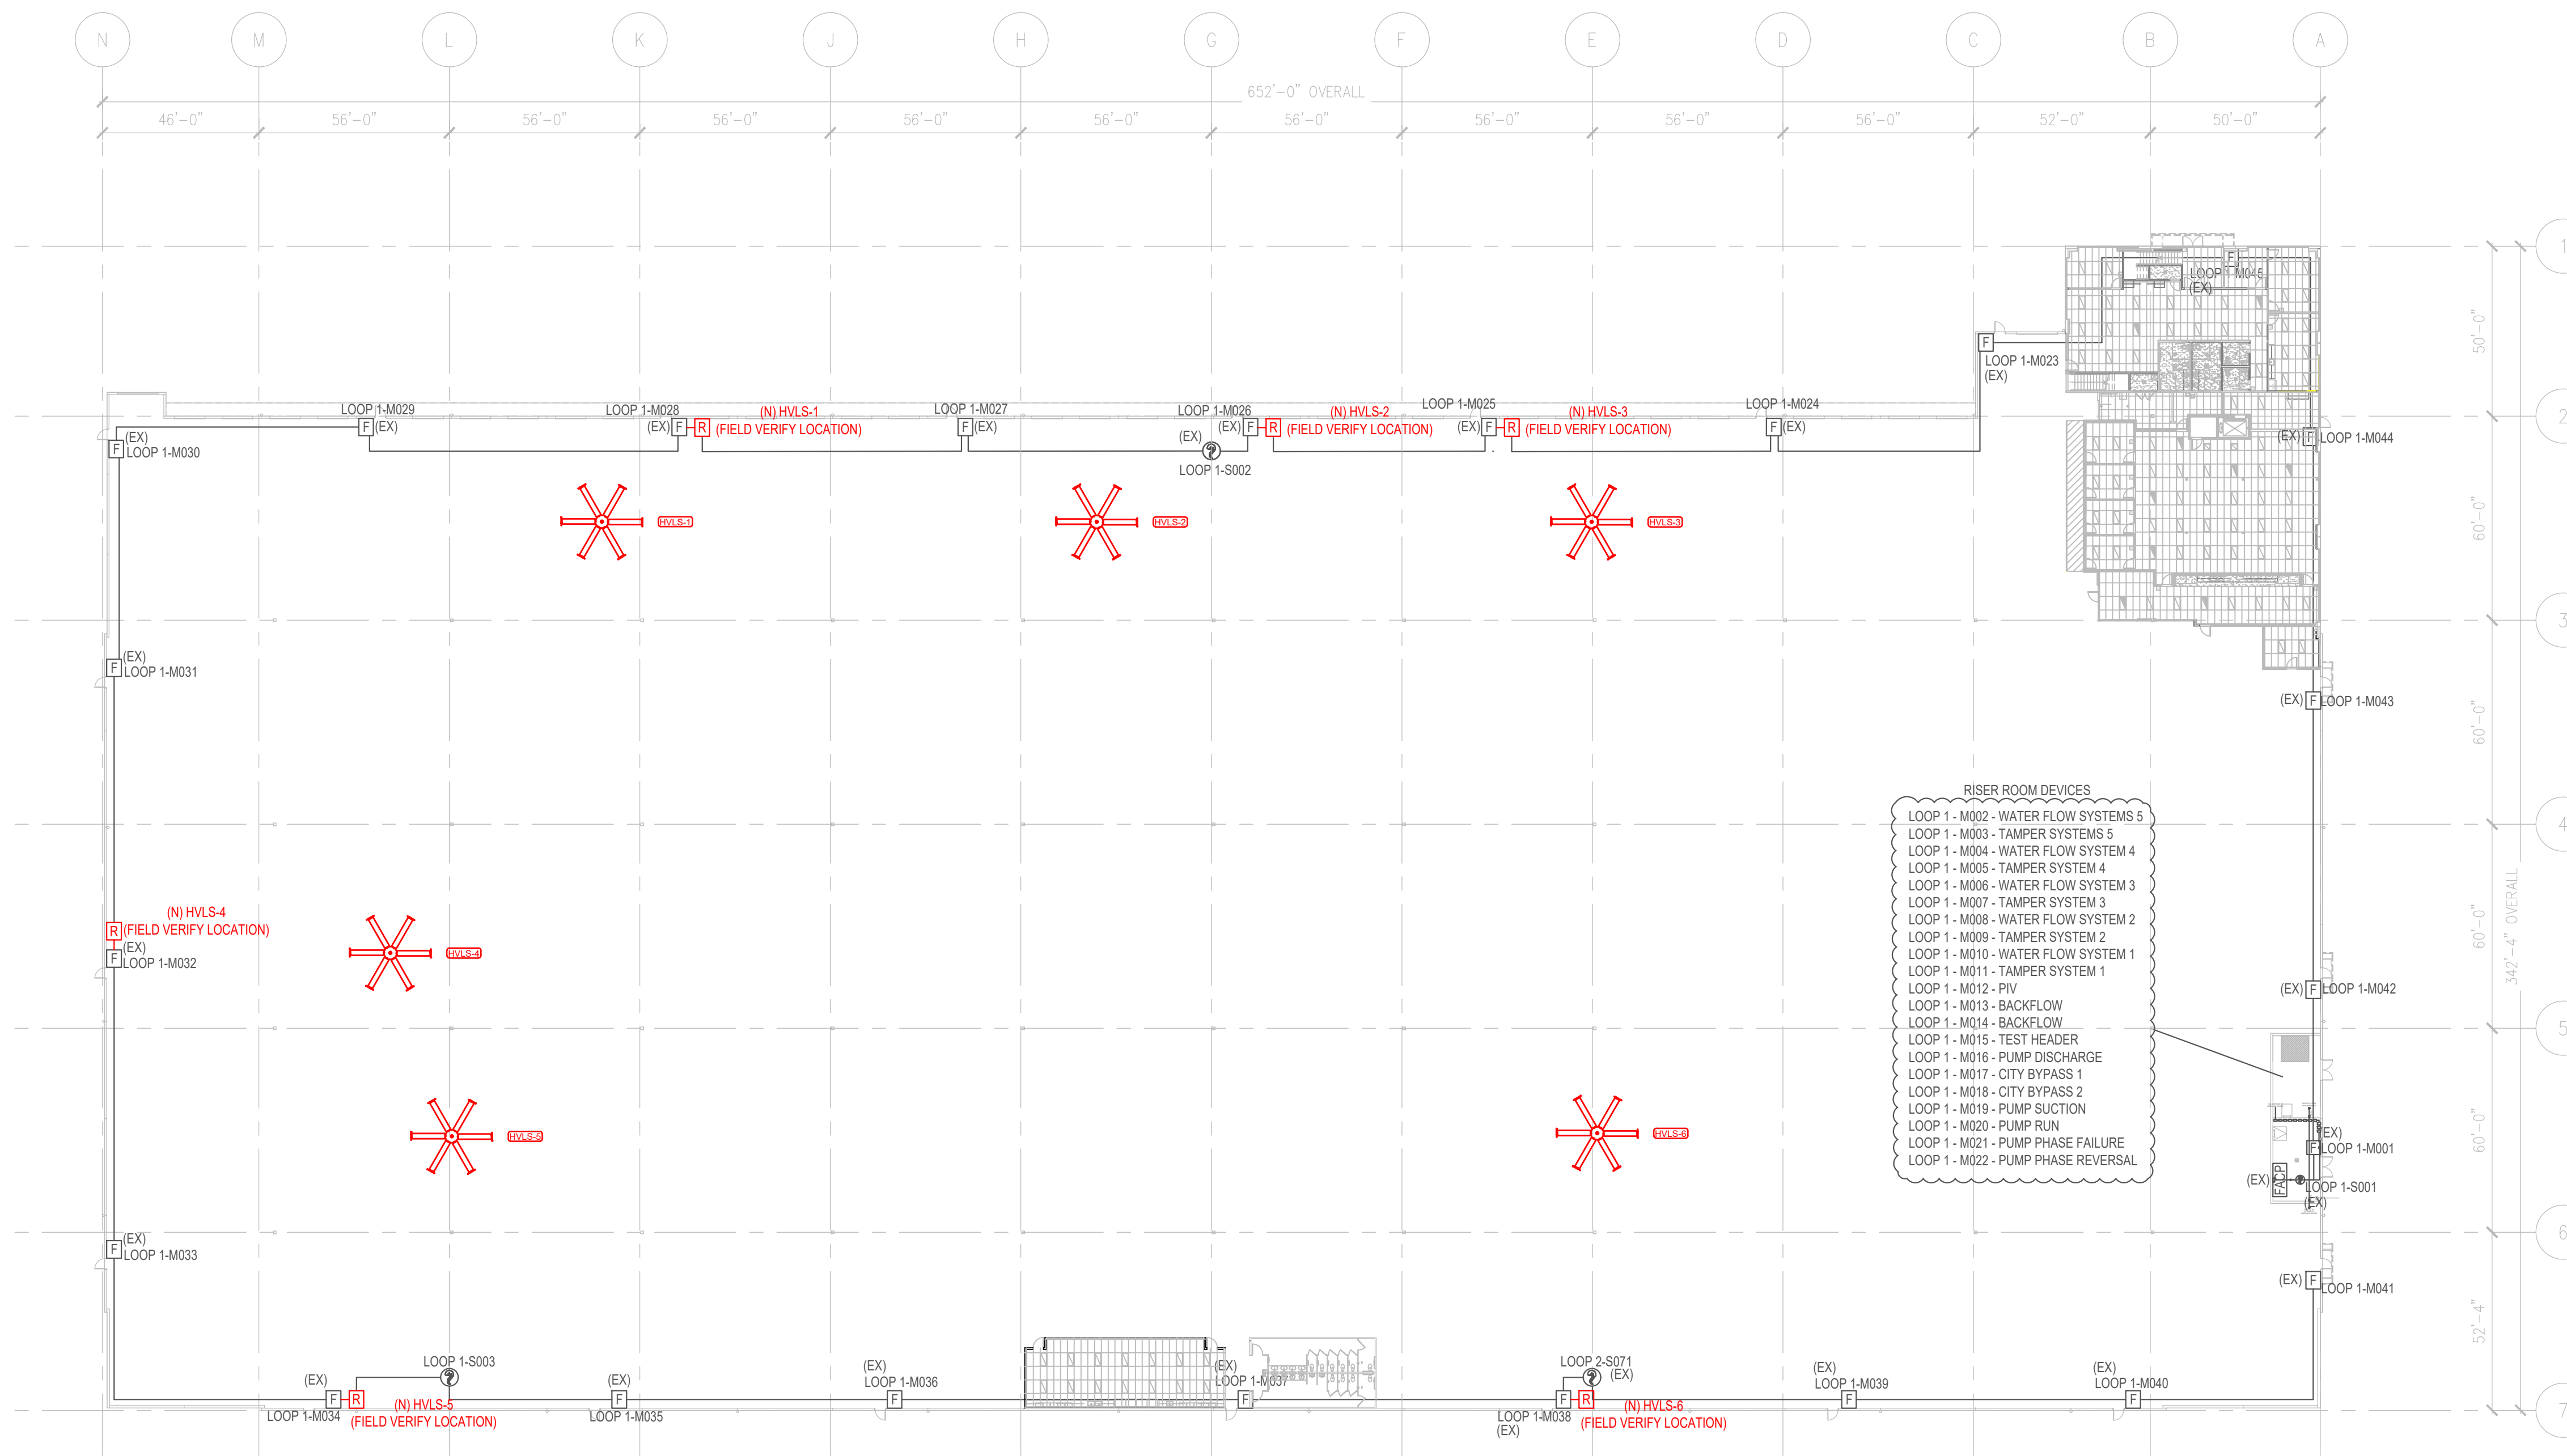 N M L K J H G F E D C B A
652'-0" OVERALL
46'-0" 56'-0" 56'-0" 56'-0" 56'-0" 56'-0" 56'-0" 56'-0" 56'-0" 56'-0" 52'-0" 50'-0"
1
F
LOOP 1-M045
(EX)
50'-0"
F
LOOP 1-M023
(EX)
2
LOOP 1-M029
F (EX)
LOOP 1-M028
(EX) F R
(N) HVLS-1
(FIELD VERIFY LOCATION)
LOOP 1-M027
F (EX)
LOOP 1-M026
(EX) F R
(N) HVLS-2
(FIELD VERIFY LOCATION)
LOOP 1-M025
(EX) F R
(N) HVLS-3
(FIELD VERIFY LOCATION)
LOOP 1-M024
F (EX)
(EX) F LOOP 1-M044
(EX)
F LOOP 1-M030
(EX)
LOOP 1-S002
HVLS-1
HVLS-2
HVLS-3
60'-0"
3
(EX)
F LOOP 1-M031
(EX) F LOOP 1-M043
60'-0"
RISER ROOM DEVICES
LOOP 1 - M002 - WATER FLOW SYSTEMS 5
LOOP 1 - M003 - TAMPER SYSTEMS 5
LOOP 1 - M004 - WATER FLOW SYSTEM 4
LOOP 1 - M005 - TAMPER SYSTEM 4
LOOP 1 - M006 - WATER FLOW SYSTEM 3
LOOP 1 - M007 - TAMPER SYSTEM 3
LOOP 1 - M008 - WATER FLOW SYSTEM 2
LOOP 1 - M009 - TAMPER SYSTEM 2
LOOP 1 - M010 - WATER FLOW SYSTEM 1
LOOP 1 - M011 - TAMPER SYSTEM 1
LOOP 1 - M012 - PIV
LOOP 1 - M013 - BACKFLOW
LOOP 1 - M014 - BACKFLOW
LOOP 1 - M015 - TEST HEADER
LOOP 1 - M016 - PUMP DISCHARGE
LOOP 1 - M017 - CITY BYPASS 1
LOOP 1 - M018 - CITY BYPASS 2
LOOP 1 - M019 - PUMP SUCTION
LOOP 1 - M020 - PUMP RUN
LOOP 1 - M021 - PUMP PHASE FAILURE
LOOP 1 - M022 - PUMP PHASE REVERSAL
4
342'-4" OVERALL
(N) HVLS-4
R (FIELD VERIFY LOCATION)
(EX)
F LOOP 1-M032
HVLS-4
60'-0"
(EX) F LOOP 1-M042
5
HVLS-5
HVLS-6
60'-0"
(EX)
F LOOP 1-M001
(EX) FACP
LOOP 1-S001
(EX)
6
(EX)
F LOOP 1-M033
(EX) F
LOOP 1-M041
52'-4"
LOOP 1-S003
(EX)
F R
LOOP 1-M034
(N) HVLS-5
(FIELD VERIFY LOCATION)
(EX)
F
LOOP 1-M035
(EX)
LOOP 1-M036
F
(EX)
LOOP 1-M037
F
LOOP 2-S071
(EX)
F R
LOOP 1-M038
(EX)
(N) HVLS-6
(FIELD VERIFY LOCATION)
(EX)
LOOP 1-M039
F
(EX)
LOOP 1-M040
F
7